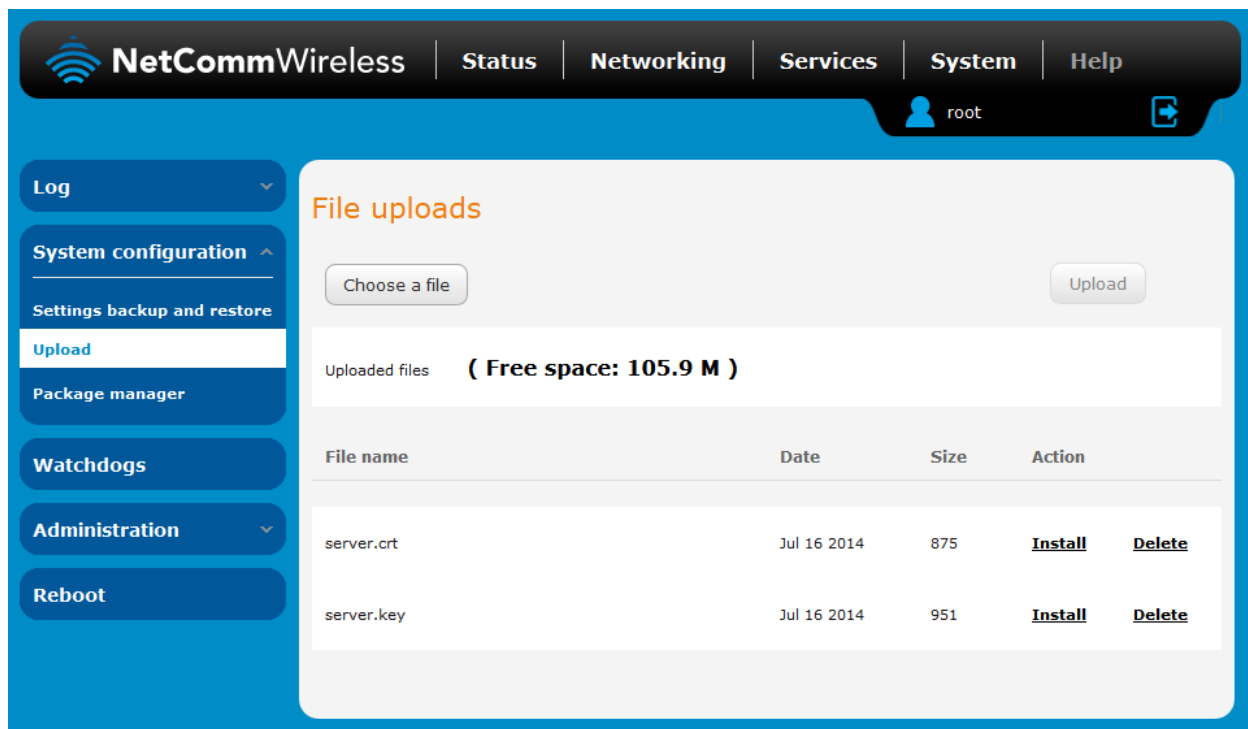 NetCommWireless Status Networking Services System Help
root
Log
System configuration
Settings backup and restore
Upload
Package manager
Watchdogs
Administration
Reboot
File uploads
Choose a file Upload
Uploaded files ( Free space: 105.9 M )
File name Date Size Action
server.crt Jul 16 2014 875 Install Delete
server.key Jul 16 2014 951 Install Delete